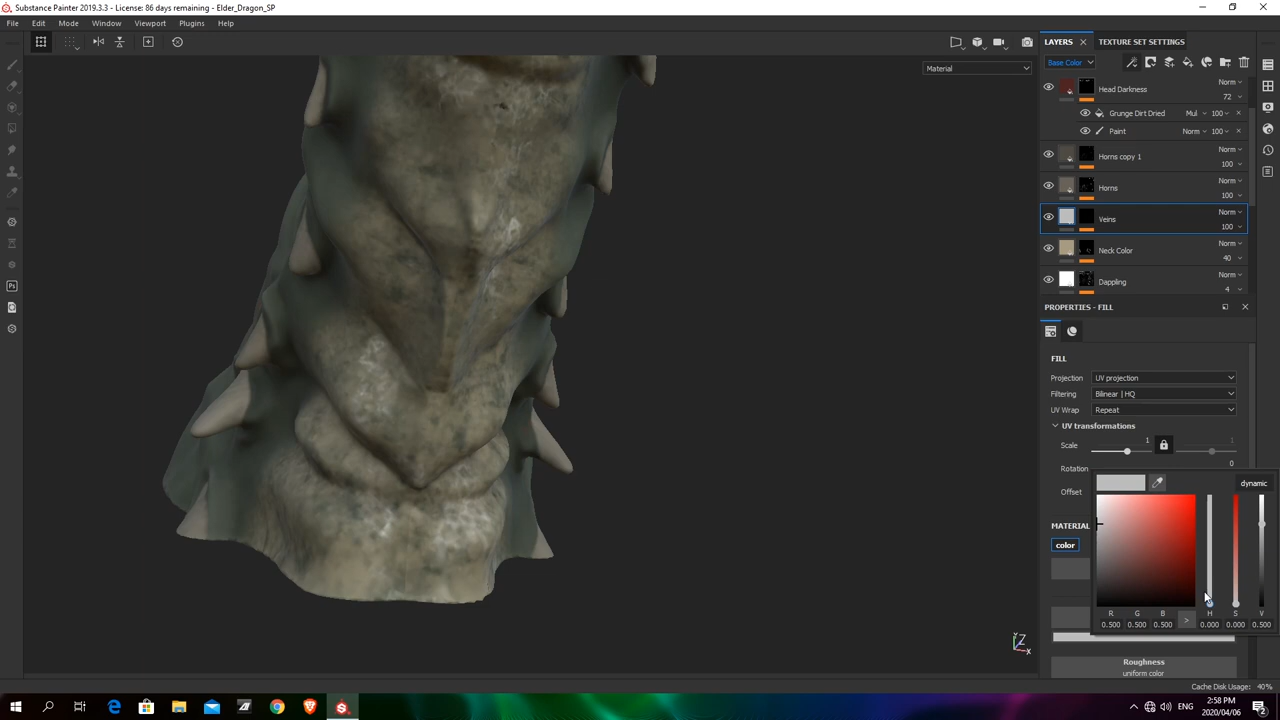 Substance Painter 2019.3.3 - License: 86 days remaining - Elder_Dragon_SP
File Edit Mode Window Viewport Plugins Help
LAYERS TEXTURE SET SETTINGS
Base Color
Material
Head Darkness Norm 72
Grunge Dirt Dried Mul 100
Paint Norm 100
Horns copy 1 Norm 100
Horns Norm 100
Veins Norm 100
Neck Color Norm 40
Dappling Norm 4
PROPERTIES - FILL
FILL
Projection UV projection
Filtering Bilinear | HQ
UV Wrap Repeat
UV transformations
Scale 1 1
Rotation 0
Offset
dynamic
MATERIAL
color
R G B H S V
0.500 0.500 0.500 > 0.000 0.000 0.500
Roughness
uniform color
Z
Y
X
Cache Disk Usage: 40%
Ps
ENG
2:58 PM
2020/04/06
2